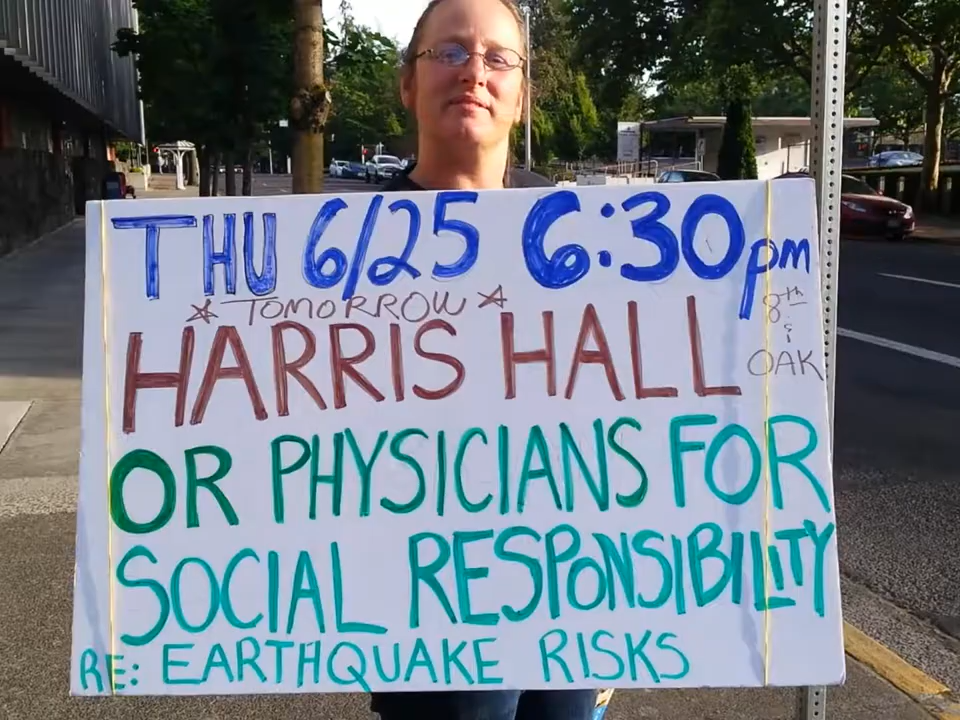 THU 6/25 6:30pm
☆ TOMORROW ☆
8th
&
OAK
HARRIS HALL
OR PHYSICIANS FOR
SOCIAL RESPONSIBILITY
RE: EARTHQUAKE RISKS